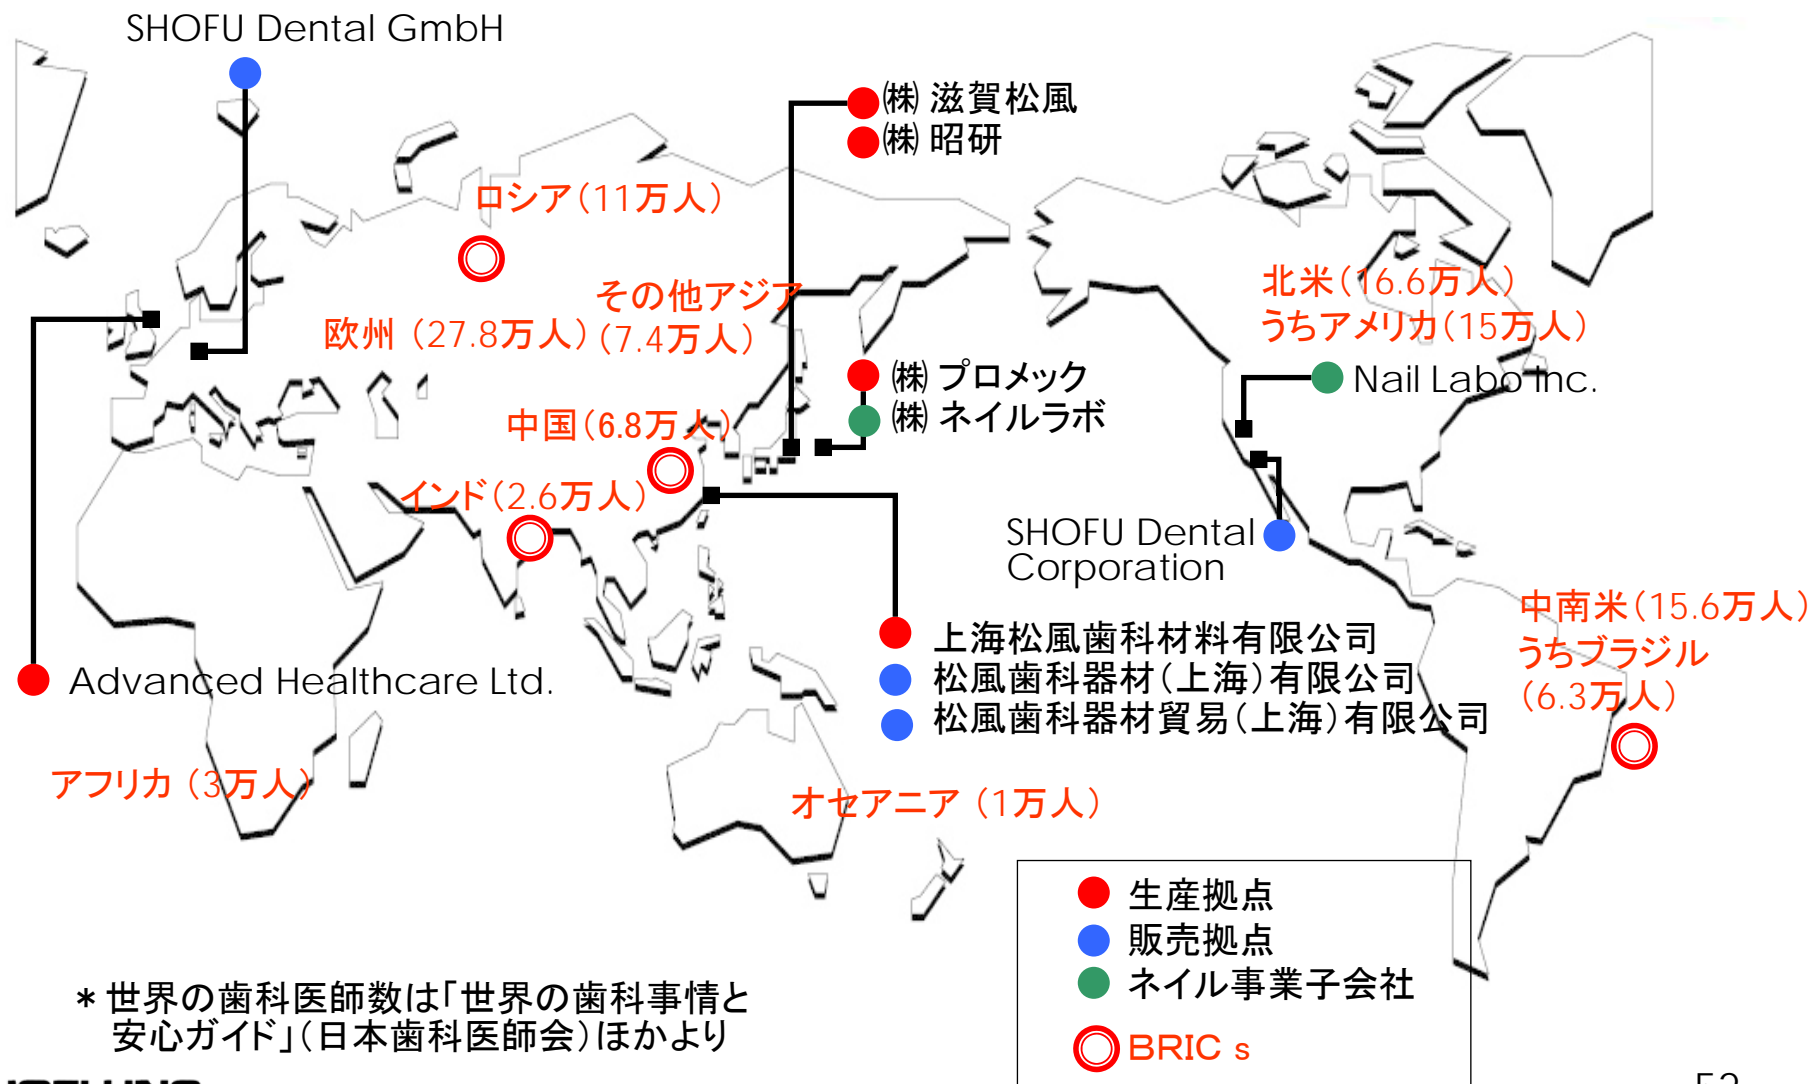 SHOFU Dental GmbH
㈱ 滋賀松風
㈱ 昭研
ロシア(11万人)
その他アジア
(7.4万人)
欧州 (27.8万人)
北米(16.6万人)
うちアメリカ(15万人)
㈱ プロメック
㈱ ネイルラボ
Nail Labo Inc.
中国(6.8万人)
インド(2.6万人)
SHOFU Dental
Corporation
中南米(15.6万人)
うちブラジル
(6.3万人)
上海松風歯科材料有限公司
松風歯科器材(上海)有限公司
松風歯科器材貿易(上海)有限公司
Advanced Healthcare Ltd.
アフリカ (3万人)
オセアニア (1万人)
生産拠点
販売拠点
ネイル事業子会社
BRIC s
* 世界の歯科医師数は「世界の歯科事情と
安心ガイド」(日本歯科医師会)ほかより